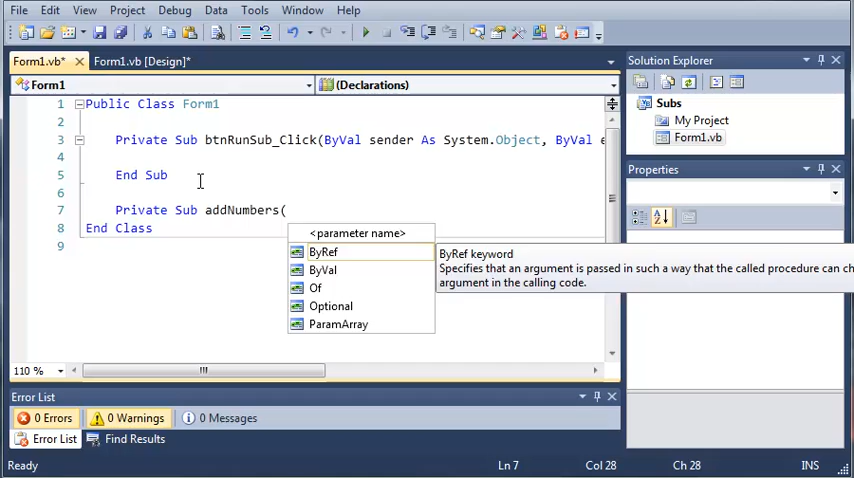 File Edit View Project Debug Data Tools Window Help
Form1.vb* Form1.vb [Design]*
Form1 (Declarations)
1 Public Class Form1
2
3 Private Sub btnRunSub_Click(ByVal sender As System.Object, ByVal e
4
5 End Sub
6
7 Private Sub addNumbers(
8 End Class
9
<parameter name>
ByRef
ByVal
Of
Optional
ParamArray
ByRef keyword
Specifies that an argument is passed in such a way that the called procedure can ch
argument in the calling code.
110 %
Solution Explorer
Subs
My Project
Form1.vb
Properties
Error List
0 Errors 0 Warnings 0 Messages
Error List Find Results
Ready Ln 7 Col 28 Ch 28 INS